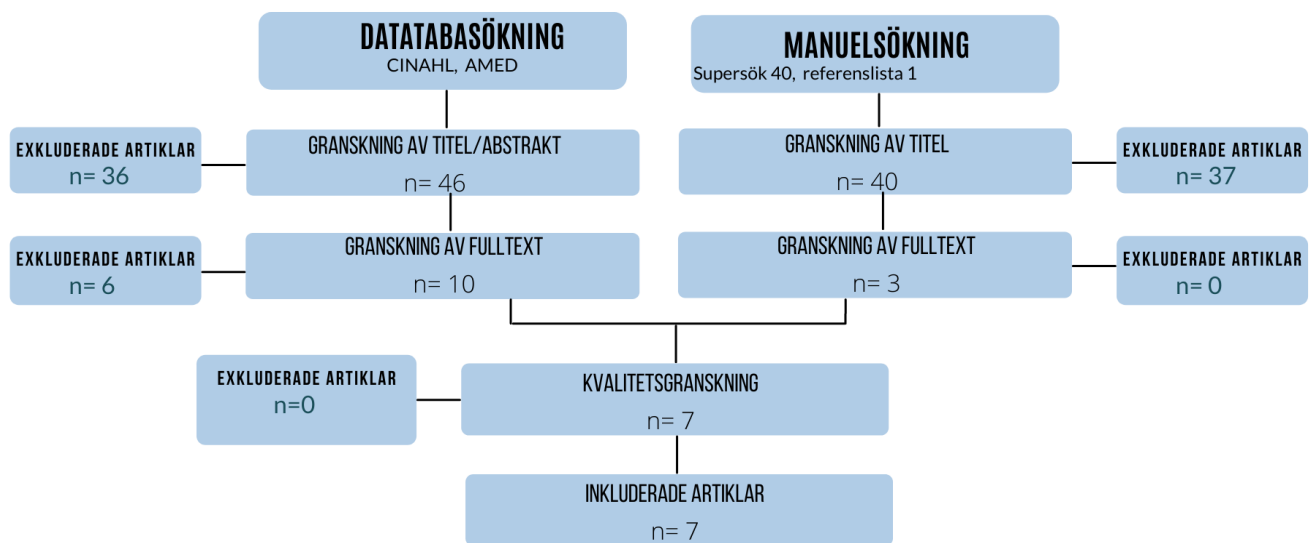 DATATABASÖKNING
CINAHL, AMED
MANUELSÖKNING
Supersök 40, referenslista 1
EXKLUDERADE ARTIKLAR
n= 36
GRANSKNING AV TITEL/ABSTRAKT
n= 46
GRANSKNING AV TITEL
n= 40
EXKLUDERADE ARTIKLAR
n= 37
EXKLUDERADE ARTIKLAR
n= 6
GRANSKNING AV FULLTEXT
n= 10
GRANSKNING AV FULLTEXT
n= 3
EXKLUDERADE ARTIKLAR
n= 0
EXKLUDERADE ARTIKLAR
n=0
KVALITETSGRANSKNING
n= 7
INKLUDERADE ARTIKLAR
n= 7